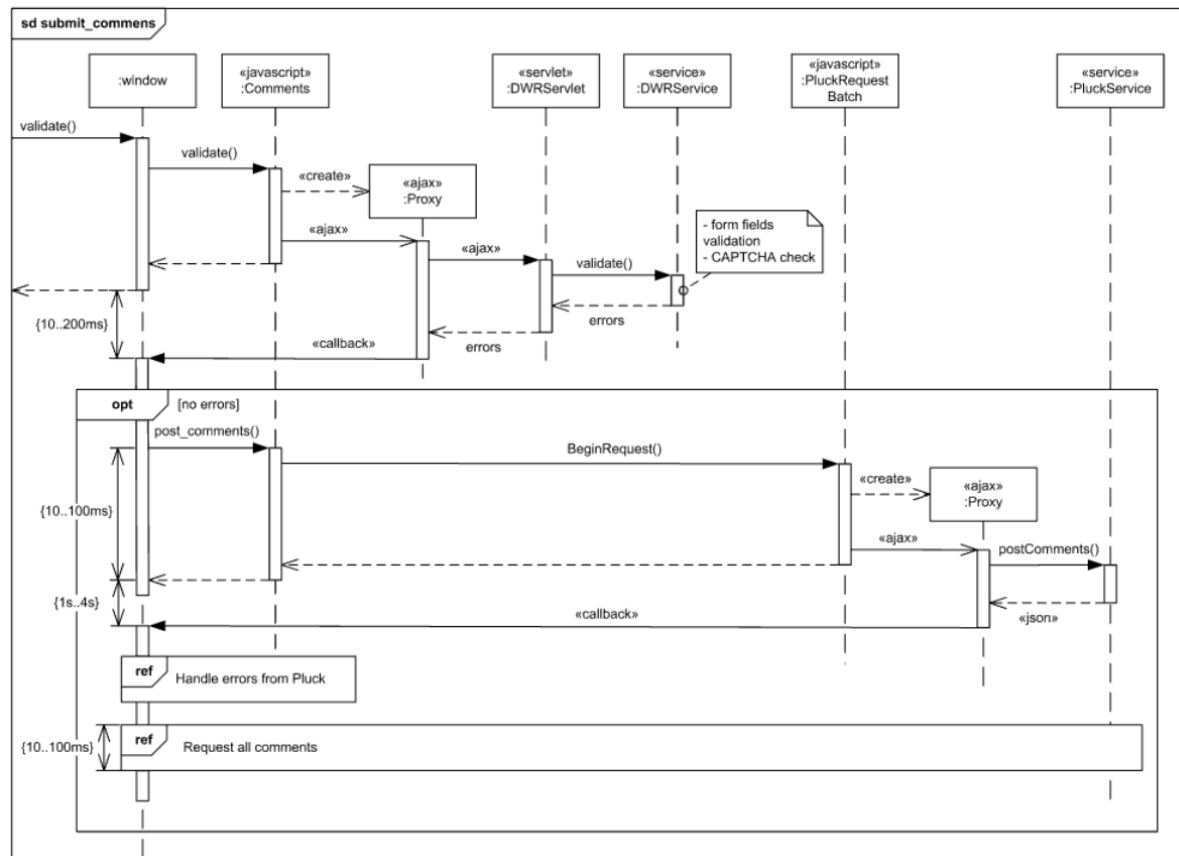 sd submit_commens
:window
«javascript»
:Comments
«servlet»
:DWRServlet
«service»
:DWRService
«javascript»
:PluckRequest
Batch
«service»
:PluckService
validate()
validate()
«create»
«ajax»
:Proxy
«ajax»
«ajax»
validate()
- form fields
validation
- CAPTCHA check
errors
{10..200ms}
«callback»
errors
opt
[no errors]
post_comments()
BeginRequest()
«create»
«ajax»
:Proxy
{10..100ms}
«ajax»
postComments()
{1s..4s}
«callback»
«json»
ref
Handle errors from Pluck
{10..100ms}
ref
Request all comments